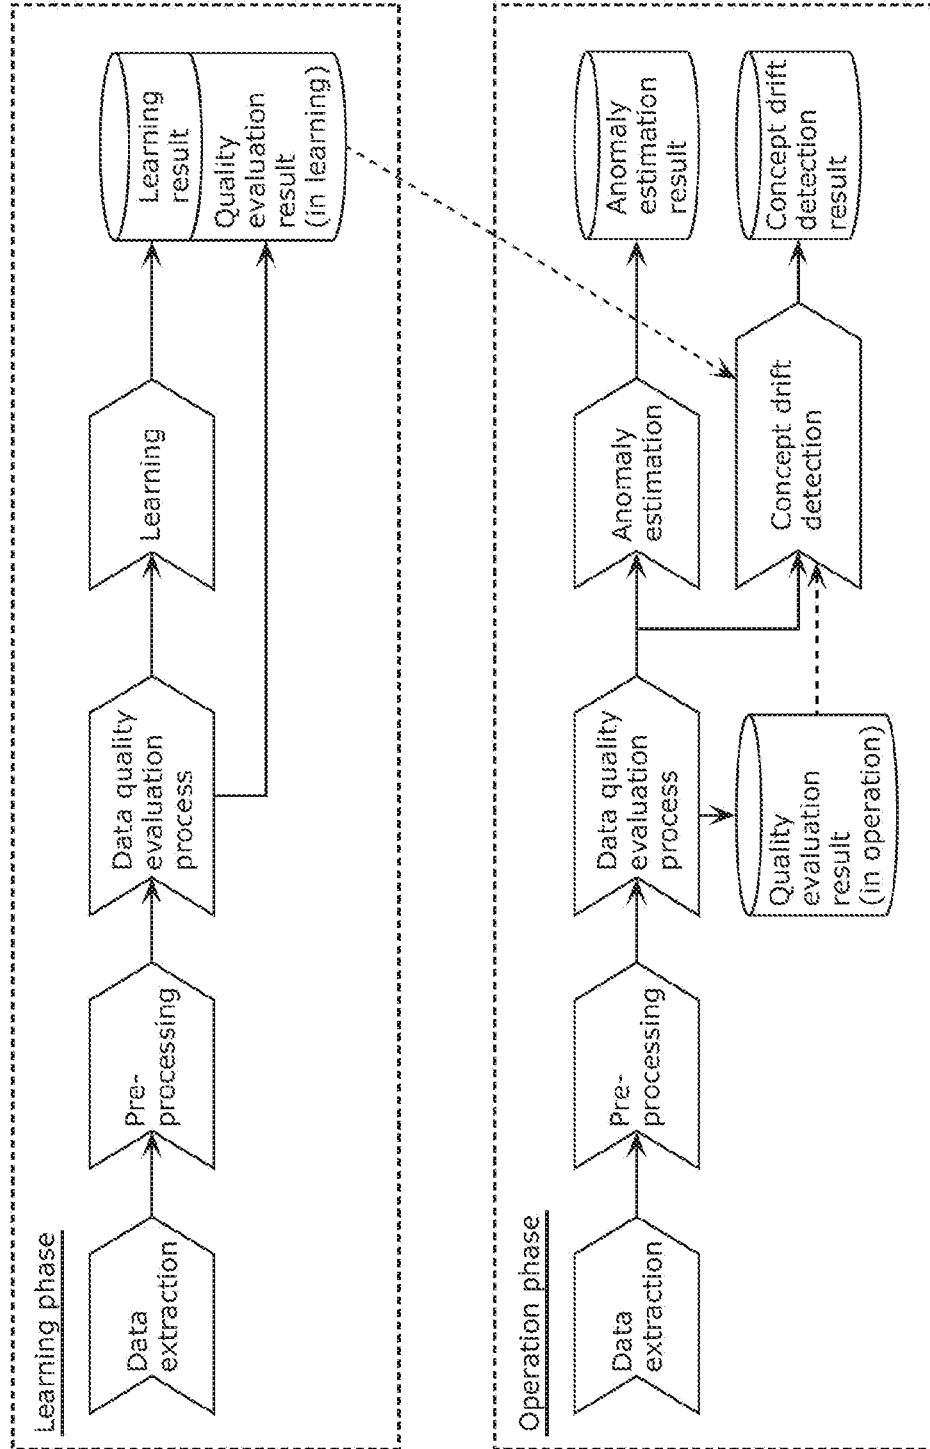 Learning phase
Data
extraction
Pre-
processing
Data quality
evaluation
process
Learning
Learning
result
Quality
evaluation
result
(in learning)
Operation phase
Data
extraction
Pre-
processing
Data quality
evaluation
process
Quality
evaluation
result
(in operation)
Anomaly
estimation
Concept drift
detection
Anomaly
estimation
result
Concept drift
detection
result